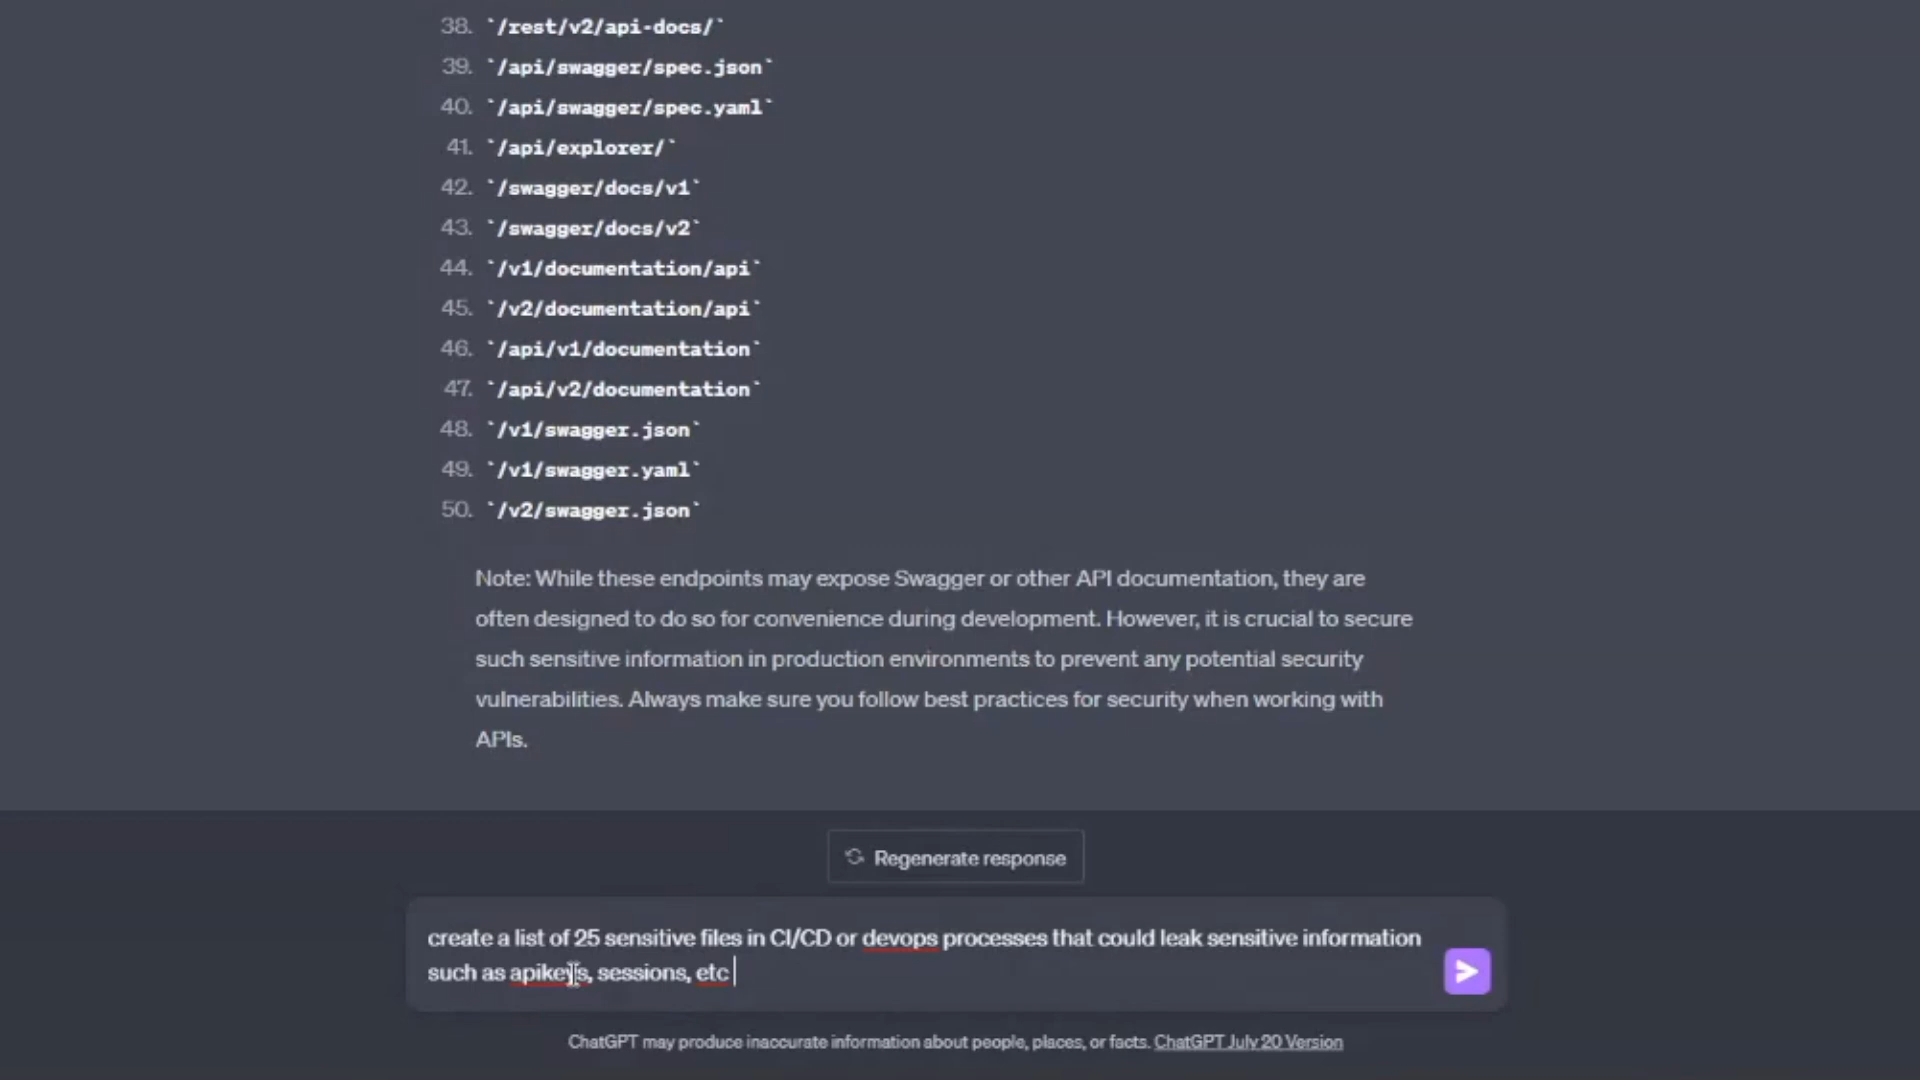 38. `/rest/v2/api-docs/`
39. `/api/swagger/spec.json`
40. `/api/swagger/spec.yaml`
41. `/api/explorer/`
42. `/swagger/docs/v1`
43. `/swagger/docs/v2`
44. `/v1/documentation/api`
45. `/v2/documentation/api`
46. `/api/v1/documentation`
47. `/api/v2/documentation`
48. `/v1/swagger.json`
49. `/v1/swagger.yaml`
50. `/v2/swagger.json`
Note: While these endpoints may expose Swagger or other API documentation, they are
often designed to do so for convenience during development. However, it is crucial to secure
such sensitive information in production environments to prevent any potential security
vulnerabilities. Always make sure you follow best practices for security when working with
APIs.
Regenerate response
create a list of 25 sensitive files in CI/CD or devops processes that could leak sensitive information
such as apikeys, sessions, etc
ChatGPT may produce inaccurate information about people, places, or facts. ChatGPT July 20 Version